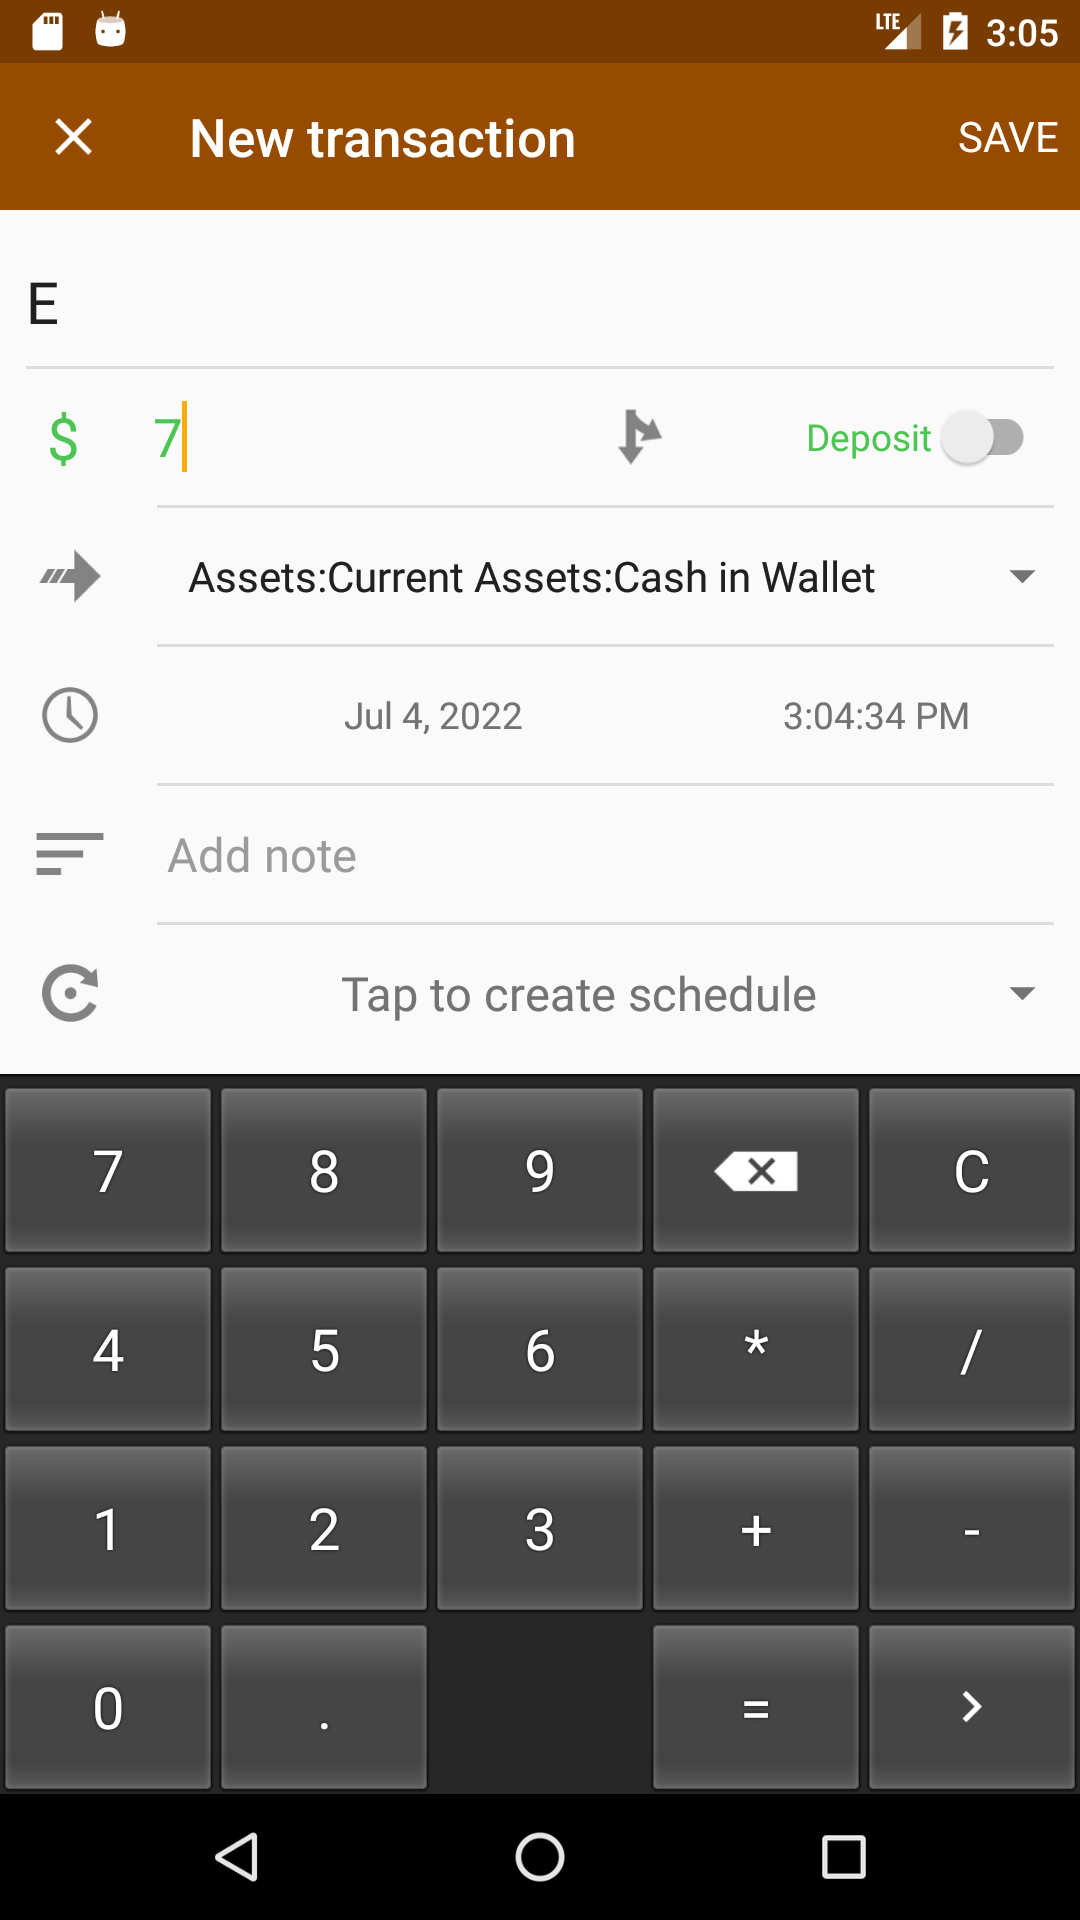 LTE 3:05
New transaction SAVE
E
$ 7 Deposit
Assets:Current Assets:Cash in Wallet
Jul 4, 2022 3:04:34 PM
Add note
Tap to create schedule
7 8 9 C
4 5 6 * /
1 2 3 + -
0 . = >